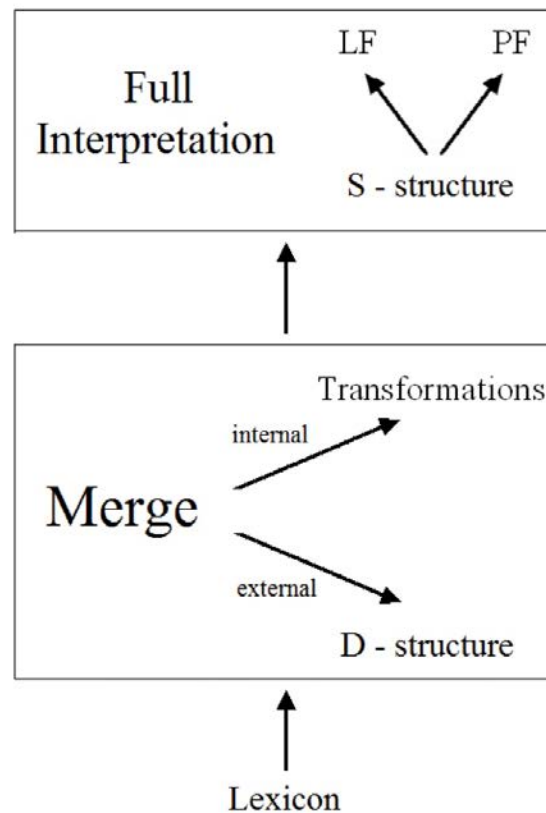 LF PF
Full
Interpretation
S - structure
Transformations
internal
Merge
external
D - structure
Lexicon